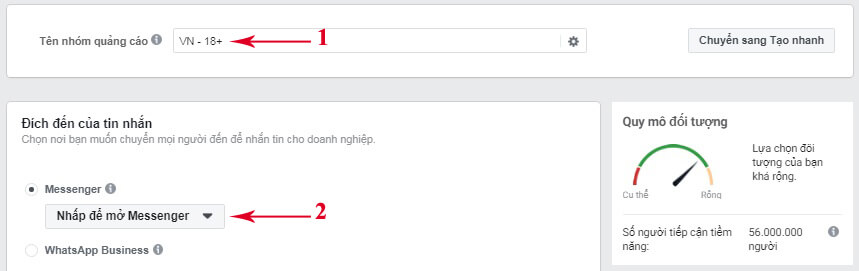 Tên nhóm quảng cáo
VN - 18+
1
Chuyển sang Tạo nhanh
Đích đến của tin nhắn
Chọn nơi bạn muốn chuyển mọi người đến để nhắn tin cho doanh nghiệp.
Messenger
Nhấp để mở Messenger
2
WhatsApp Business
Quy mô đối tượng
Cụ thể
Rộng
Lựa chọn đối
tượng của bạn
khá rộng.
Số người tiếp cận tiềm
năng:
56.000.000
người